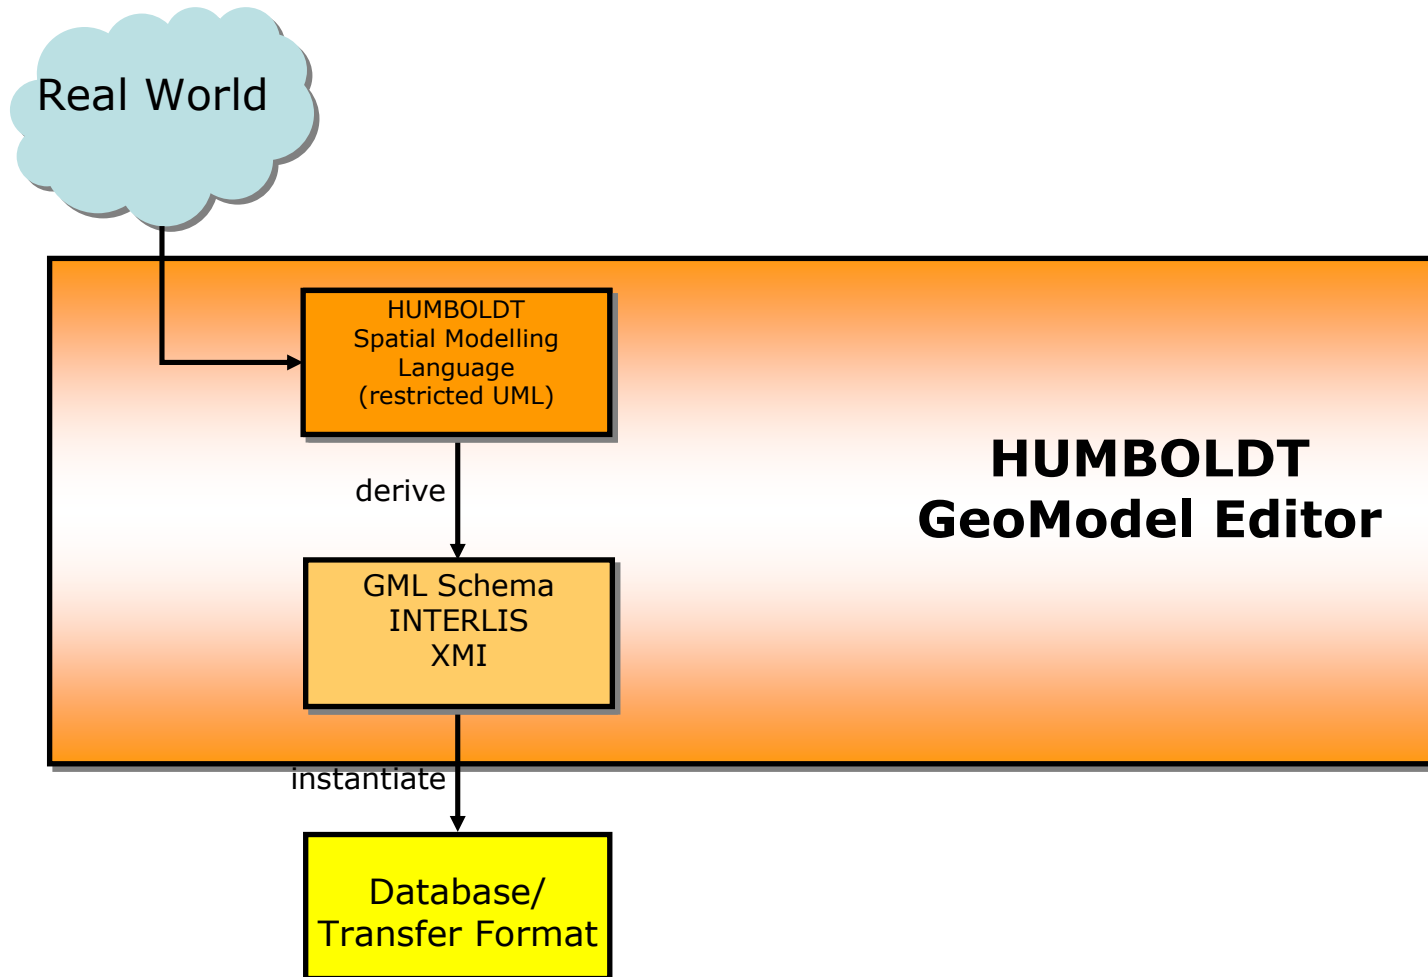 Real World
HUMBOLDT
Spatial Modelling
Language
(restricted UML)
derive
HUMBOLDT
GeoModel Editor
GML Schema
INTERLIS
XMI
instantiate
Database/
Transfer Format